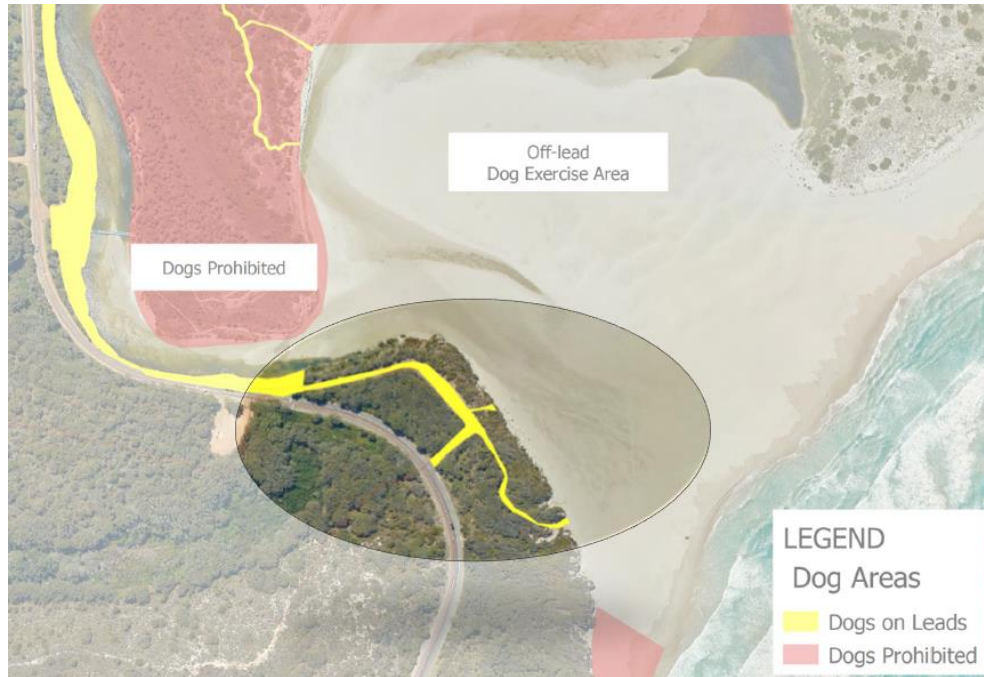 Off-lead
Dog Exercise Area
Dogs Prohibited
LEGEND
Dog Areas
Dogs on Leads
Dogs Prohibited